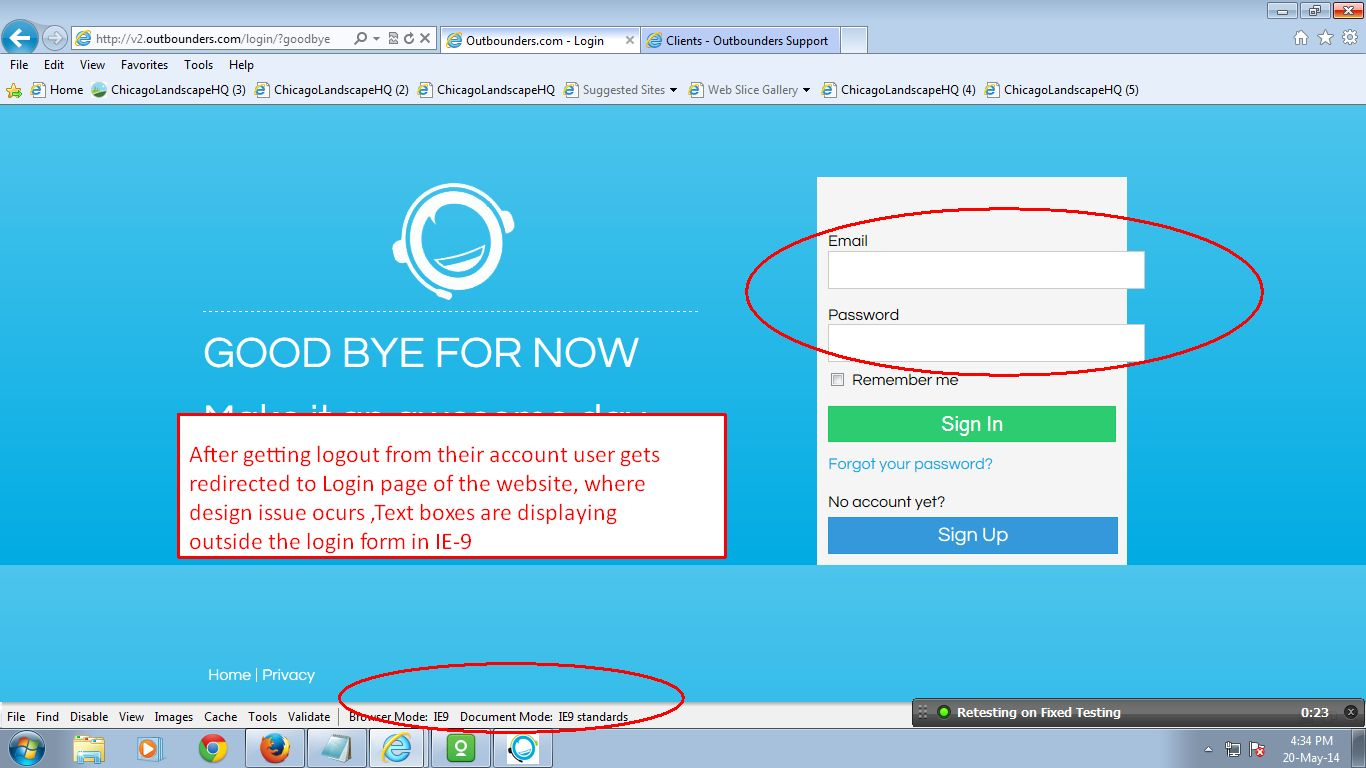 http://v2.outbounders.com/login/?goodbye
Outbounders.com - Login
Clients - Outbounders Support
File Edit View Favorites Tools Help
Home ChicagoLandscapeHQ (3) ChicagoLandscapeHQ (2) ChicagoLandscapeHQ Suggested Sites Web Slice Gallery ChicagoLandscapeHQ (4) ChicagoLandscapeHQ (5)
GOOD BYE FOR NOW
Make it an awesome day
After getting logout from their account user gets
redirected to Login page of the website, where
design issue ocurs ,Text boxes are displaying
outside the login form in IE-9
Email
Password
Remember me
Sign In
Forgot your password?
No account yet?
Sign Up
Home | Privacy
File Find Disable View Images Cache Tools Validate Browser Mode: IE9 Document Mode: IE9 standards
Retesting on Fixed Testing 0:23
4:34 PM
20-May-14